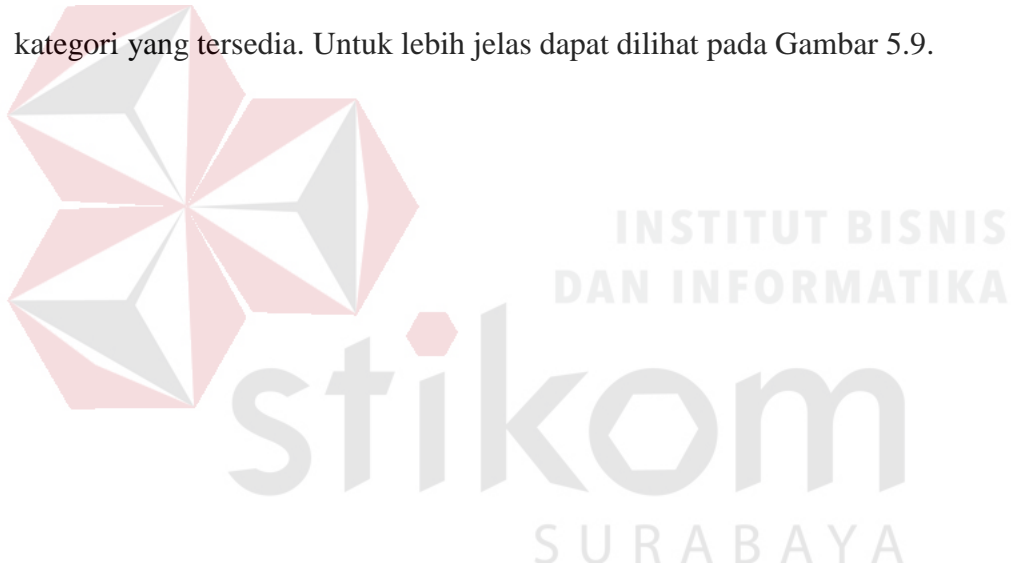 kategori yang tersedia. Untuk lebih jelas dapat dilihat pada Gambar 5.9.
INSTITUT BISNIS
DAN INFORMATIKA
stikom
SURABAYA